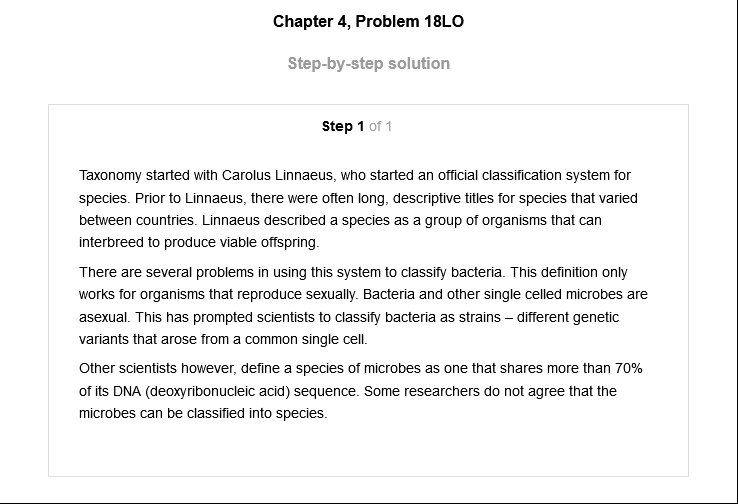 Chapter 4, Problem 18LO
Step-by-step solution
Step 1 of 1
Taxonomy started with Carolus Linnaeus, who started an official classification system for
species. Prior to Linnaeus, there were often long, descriptive titles for species that varied
between countries. Linnaeus described a species as a group of organisms that can
interbreed to produce viable offspring.
There are several problems in using this system to classify bacteria. This definition only
works for organisms that reproduce sexually. Bacteria and other single celled microbes are
asexual. This has prompted scientists to classify bacteria as strains – different genetic
variants that arose from a common single cell.
Other scientists however, define a species of microbes as one that shares more than 70%
of its DNA (deoxyribonucleic acid) sequence. Some researchers do not agree that the
microbes can be classified into species.